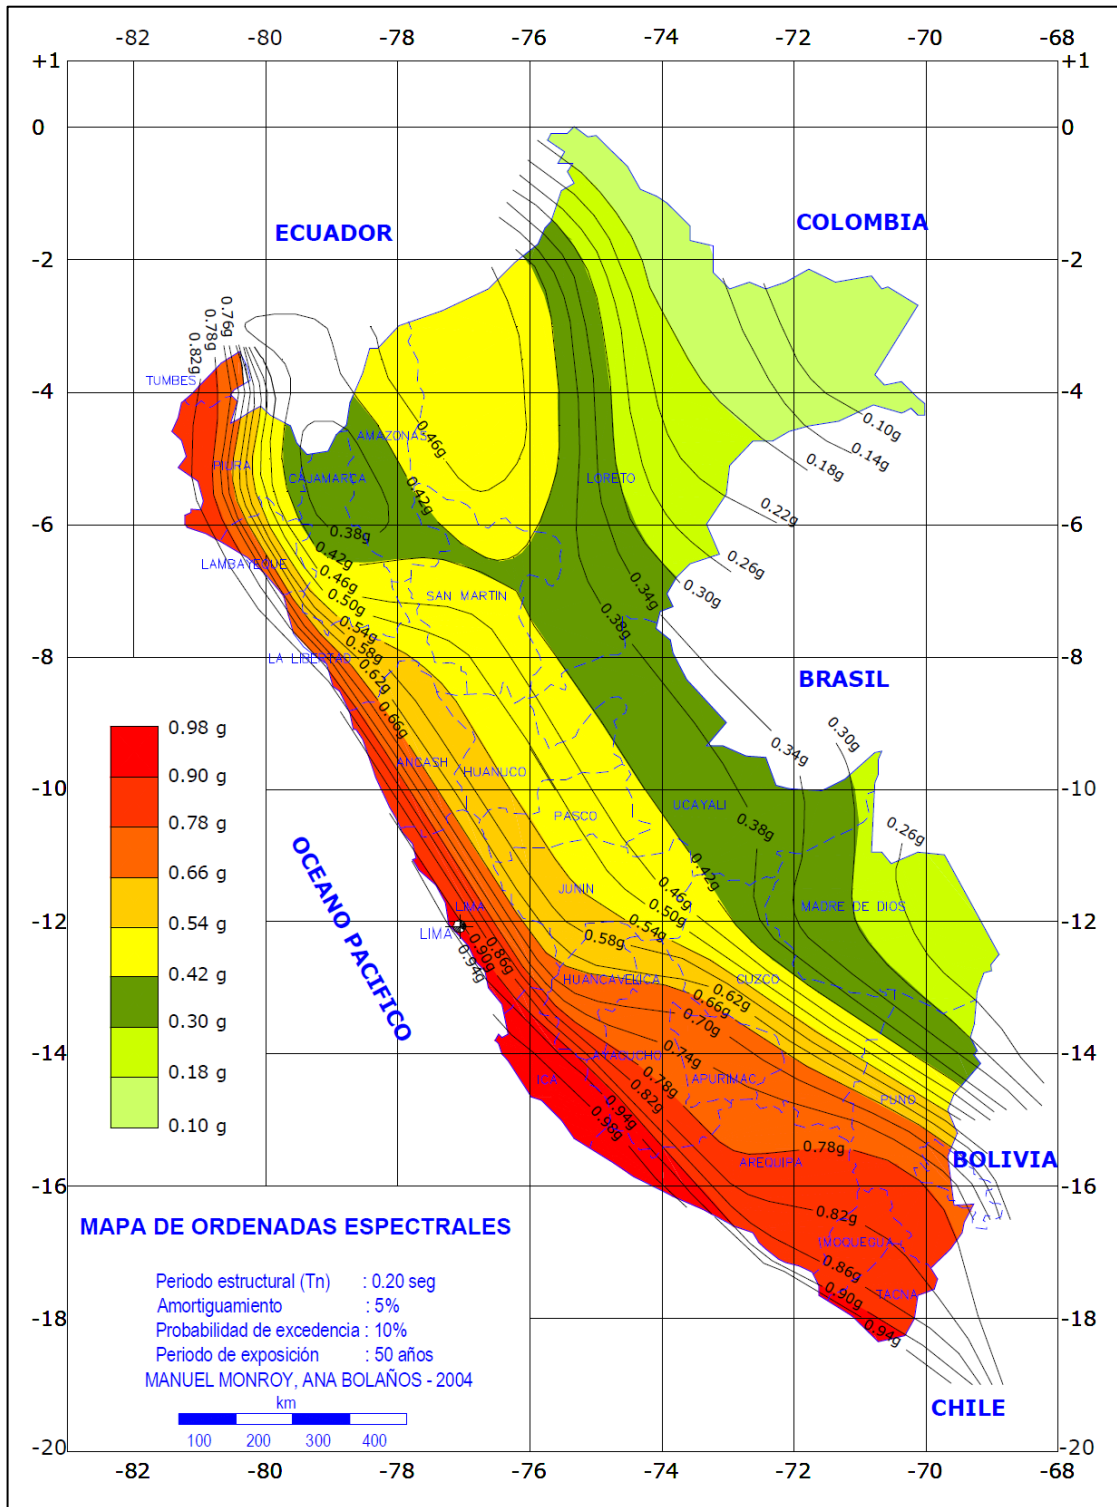 -82 -80 -78 -76 -74 -72 -70 -68
+1 +1
0 0
ECUADOR
COLOMBIA
-2 -2
0.76g
0.78g
0.82g
TUMBES
-4 -4
0.10g
0.14g
0.18g
AMAZONAS
0.46g
PIURA
CAJAMARCA
LORETO
0.42g
0.22g
-6 -6
0.38g
0.42g
0.26g
LAMBAYEQUE
0.46g
0.30g
0.34g
0.50g
SAN MARTIN
0.38g
0.54g
0.58g
-8 -8
LA LIBERTAD
0.62g
BRASIL
0.66g
0.98 g
0.30g
0.34g
ANCASH
HUANUCO
0.90 g
-10 -10
UCAYALI
PASCO
0.78 g
0.38g
0.26g
0.66 g
0.42g
JUNIN
0.46g
OCEANO PACIFICO
LIMA
MADRE DE DIOS
0.54 g
0.50g
-12 -12
LIMA
0.54g
0.58g
0.86g
0.90g
0.94g
0.42 g
HUANCAVELICA
CUZCO
0.62g
0.66g
0.30 g
0.70g
-14 -14
0.74g
AYACUCHO
0.18 g
ICA
0.78g
APURIMAC
0.82g
PUNO
0.94g
0.98g
0.10 g
0.78g
AREQUIPA
BOLIVIA
-16 -16
0.82g
MAPA DE ORDENADAS ESPECTRALES
MOQUEGUA
0.86g
Periodo estructural (Tn) : 0.20 seg
0.90g
TACNA
Amortiguamiento : 5%
-18 -18
0.94g
Probabilidad de excedencia : 10%
Periodo de exposición : 50 años
MANUEL MONROY, ANA BOLAÑOS - 2004
km
CHILE
100 200 300 400
-20 -20
-82 -80 -78 -76 -74 -72 -70 -68